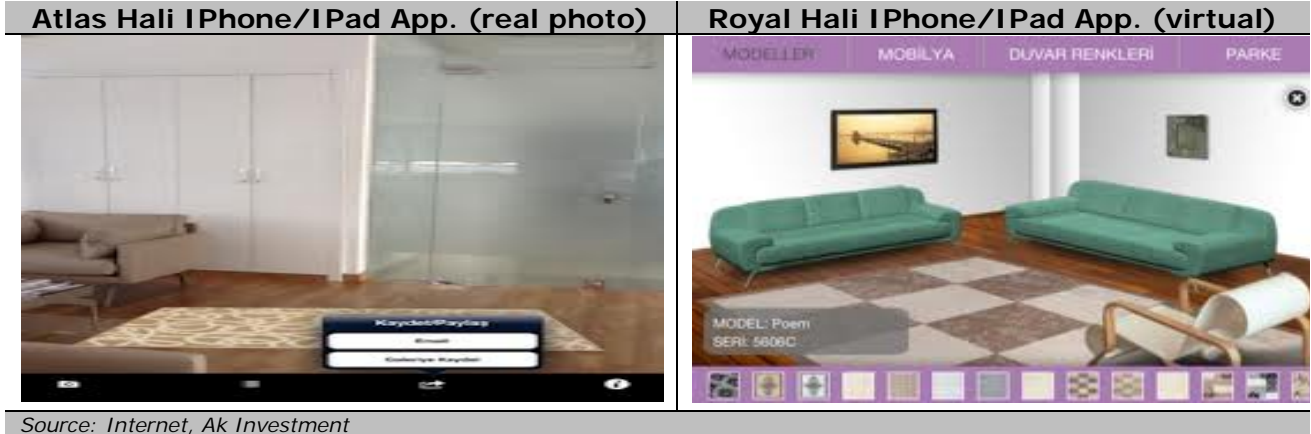 Atlas Hali IPhone/IPad App. (real photo)
Royal Hali IPhone/IPad App. (virtual)
MODELLER
MOBİLYA
DUVAR RENKLERİ
PARKE
MODEL: Poem
SERİ: 5606C
Kaydet/Paylaş
Email
Galeriye Kaydet
Source: Internet, Ak Investment